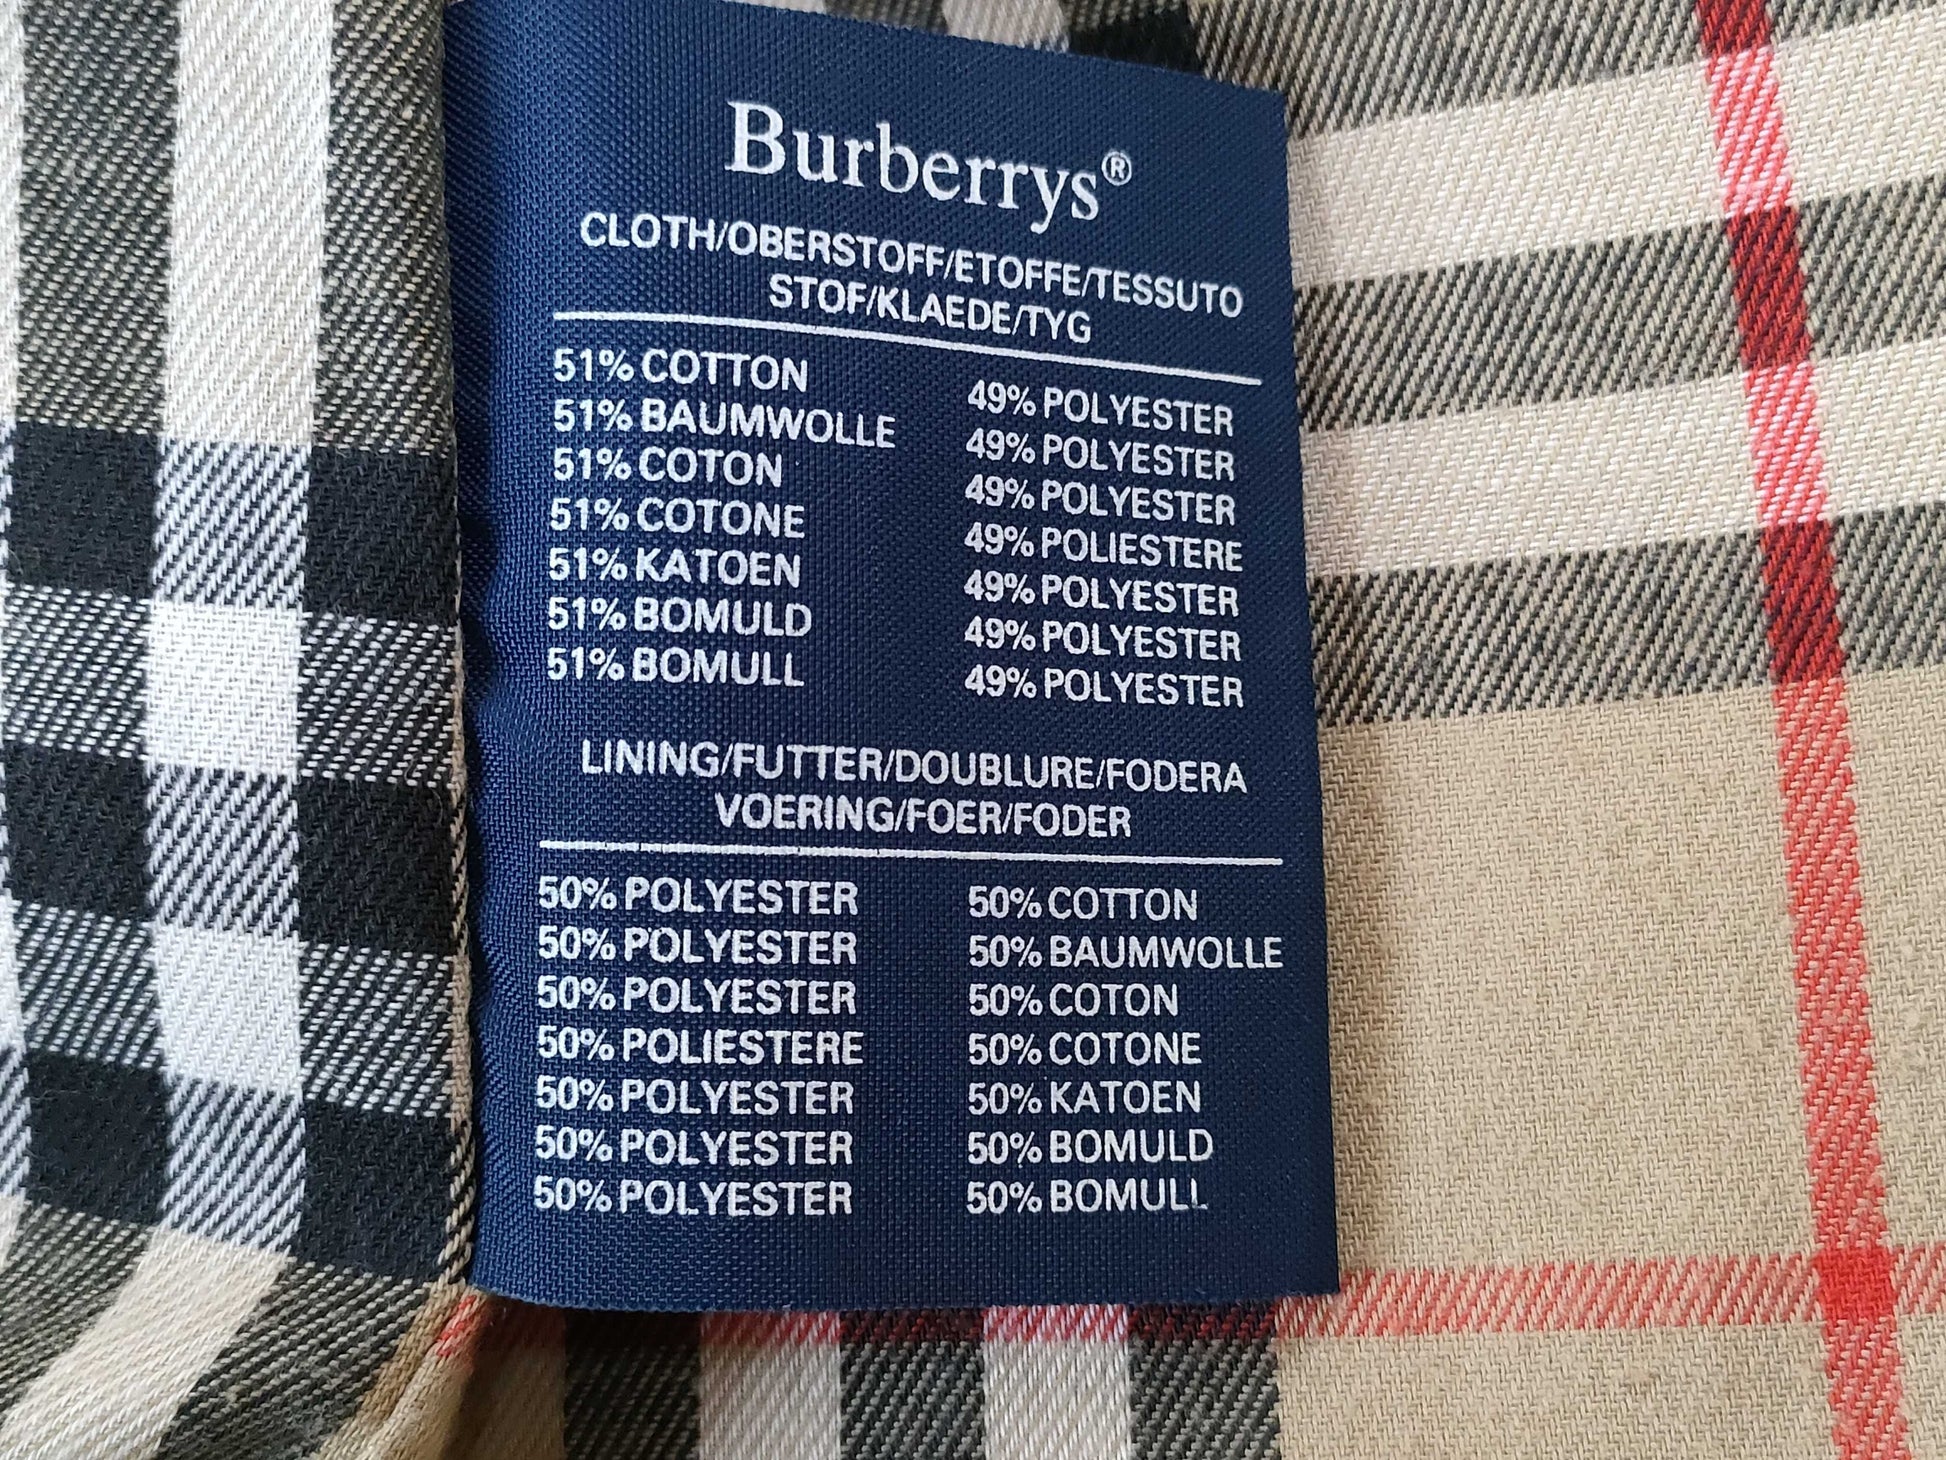 Burberrys®
CLOTH/OBERSTOFF/ETOFFE/TESSUTO
STOF/KLAEDE/TYG
51% COTTON 49% POLYESTER
51% BAUMWOLLE 49% POLYESTER
51% COTON 49% POLYESTER
51% COTONE 49% POLIESTERE
51% KATOEN 49% POLYESTER
51% BOMULD 49% POLYESTER
51% BOMULL 49% POLYESTER
LINING/FUTTER/DOUBLURE/FODERA
VOERING/FOER/FODER
50% POLYESTER 50% COTTON
50% POLYESTER 50% BAUMWOLLE
50% POLYESTER 50% COTON
50% POLIESTERE 50% COTONE
50% POLYESTER 50% KATOEN
50% POLYESTER 50% BOMULD
50% POLYESTER 50% BOMULL